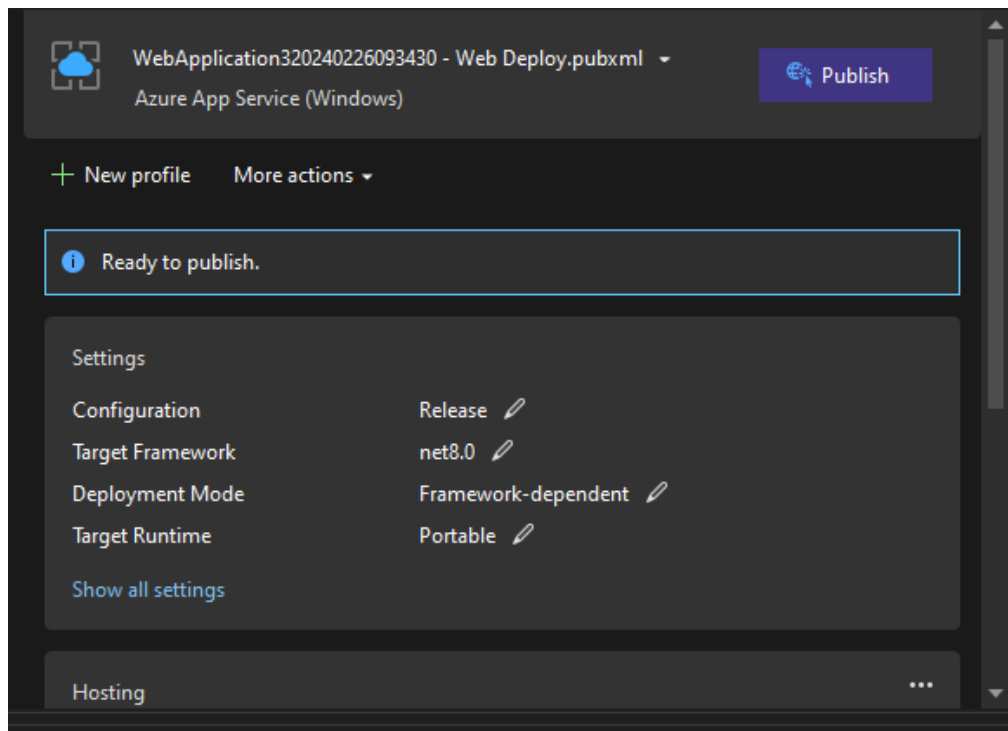 WebApplication320240226093430 - Web Deploy.pubxml
Azure App Service (Windows)
Publish
New profile
More actions
Ready to publish.
Settings
Configuration Release
Target Framework net8.0
Deployment Mode Framework-dependent
Target Runtime Portable
Show all settings
Hosting